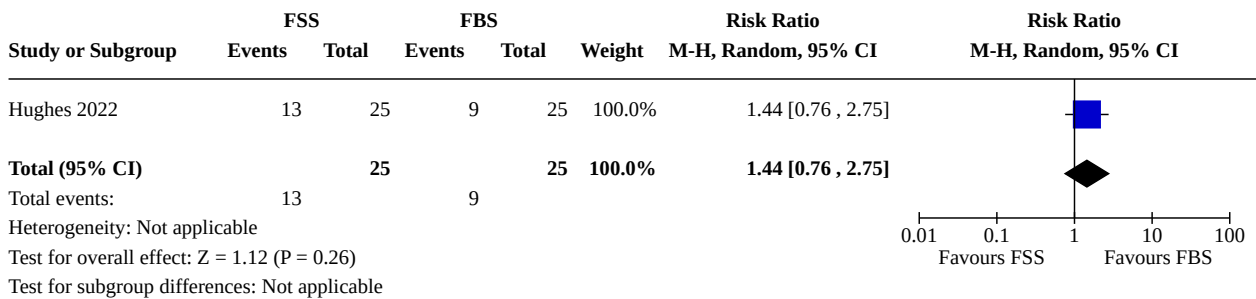 FSS FBS Risk Ratio Risk Ratio
Study or Subgroup Events Total Events Total Weight M-H, Random, 95% CI M-H, Random, 95% CI
Hughes 2022 13 25 9 25 100.0% 1.44 [0.76 , 2.75]
Total (95% CI) 25 25 100.0% 1.44 [0.76 , 2.75]
Total events: 13 9
Heterogeneity: Not applicable
0.01 0.1 1 10 100
Test for overall effect: Z = 1.12 (P = 0.26) Favours FSS Favours FBS
Test for subgroup differences: Not applicable